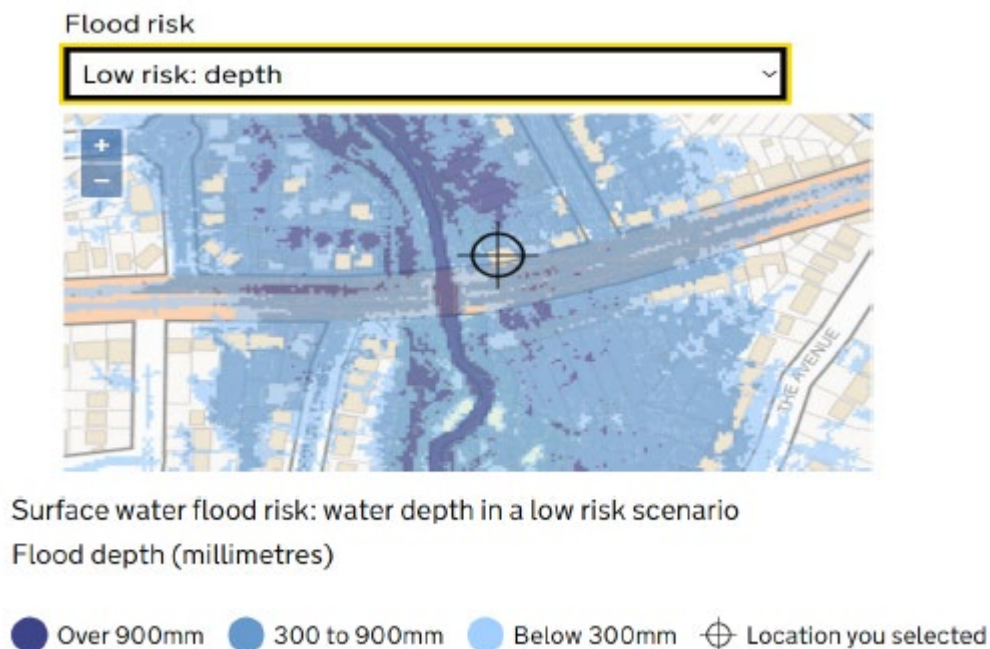 Flood risk
Low risk: depth
+
−
THE AVENUE
Surface water flood risk: water depth in a low risk scenario
Flood depth (millimetres)
Over 900mm 300 to 900mm Below 300mm Location you selected